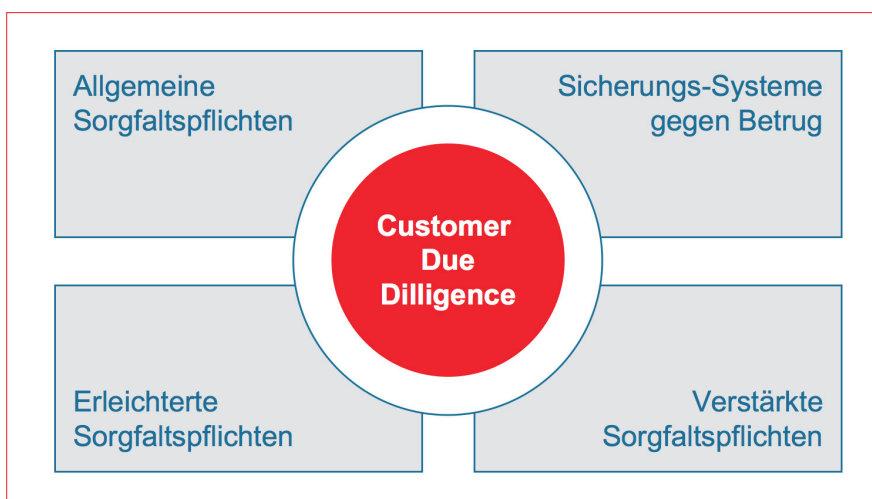 Allgemeine
Sorgfaltspflichten
Sicherungs-Systeme
gegen Betrug
Customer
Due
Dilligence
Erleichterte
Sorgfaltspflichten
Verstärkte
Sorgfaltspflichten